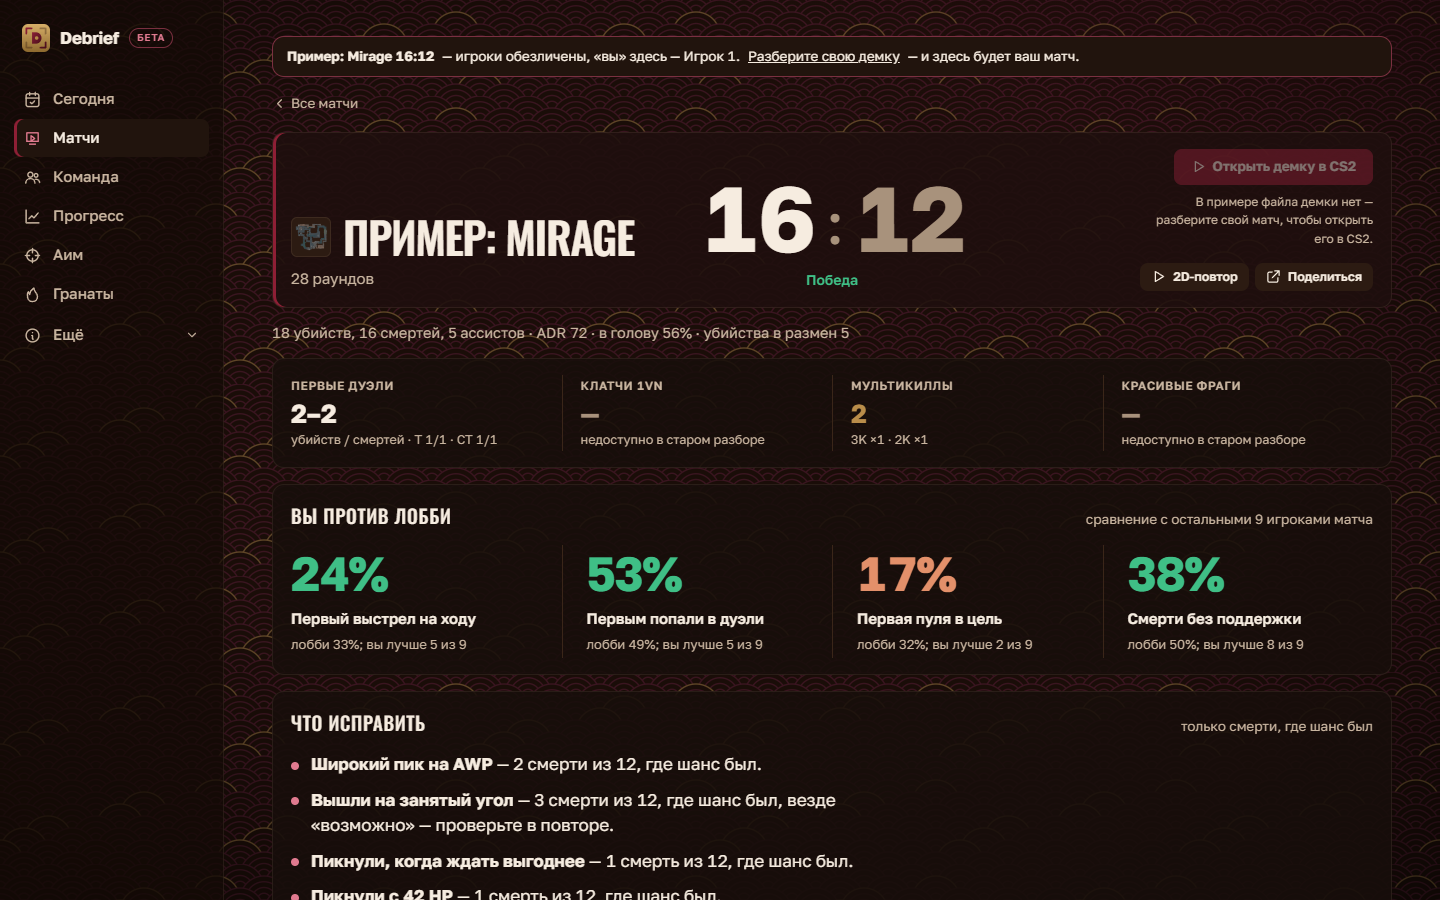 Debrief БЕТА
Сегодня
Матчи
Команда
Прогресс
Аим
Гранаты
Ещё
Пример: Mirage 16:12 — игроки обезличены, «вы» здесь — Игрок 1. Разберите свою демку — и здесь будет ваш матч.
Все матчи
ПРИМЕР: MIRAGE
28 раундов
16 : 12
Победа
Открыть демку в CS2
В примере файла демки нет —
разберите свой матч, чтобы открыть
его в CS2.
2D-повтор
Поделиться
18 убийств, 16 смертей, 5 ассистов · ADR 72 · в голову 56% · убийства в размен 5
ПЕРВЫЕ ДУЭЛИ
2–2
убийств / смертей · T 1/1 · CT 1/1
КЛАТЧИ 1VN
—
недоступно в старом разборе
МУЛЬТИКИЛЛЫ
2
3K ×1 · 2K ×1
КРАСИВЫЕ ФРАГИ
—
недоступно в старом разборе
ВЫ ПРОТИВ ЛОББИ
сравнение с остальными 9 игроками матча
24%
Первый выстрел на ходу
лобби 33%; вы лучше 5 из 9
53%
Первым попали в дуэли
лобби 49%; вы лучше 5 из 9
17%
Первая пуля в цель
лобби 32%; вы лучше 2 из 9
38%
Смерти без поддержки
лобби 50%; вы лучше 8 из 9
ЧТО ИСПРАВИТЬ
только смерти, где шанс был
Широкий пик на AWP — 2 смерти из 12, где шанс был.
Вышли на занятый угол — 3 смерти из 12, где шанс был, везде
«возможно» — проверьте в повторе.
Пикнули, когда ждать выгоднее — 1 смерть из 12, где шанс был.
Пикнули с 42 HP — 1 смерть из 12, где шанс был.